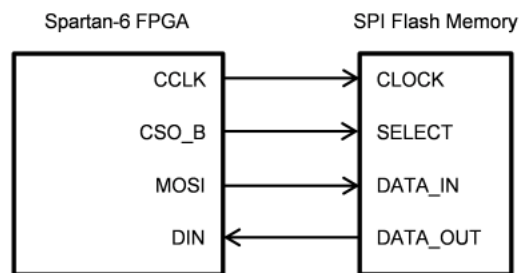 Spartan-6 FPGA SPI Flash Memory
CCLK CLOCK
CSO_B SELECT
MOSI DATA_IN
DIN DATA_OUT